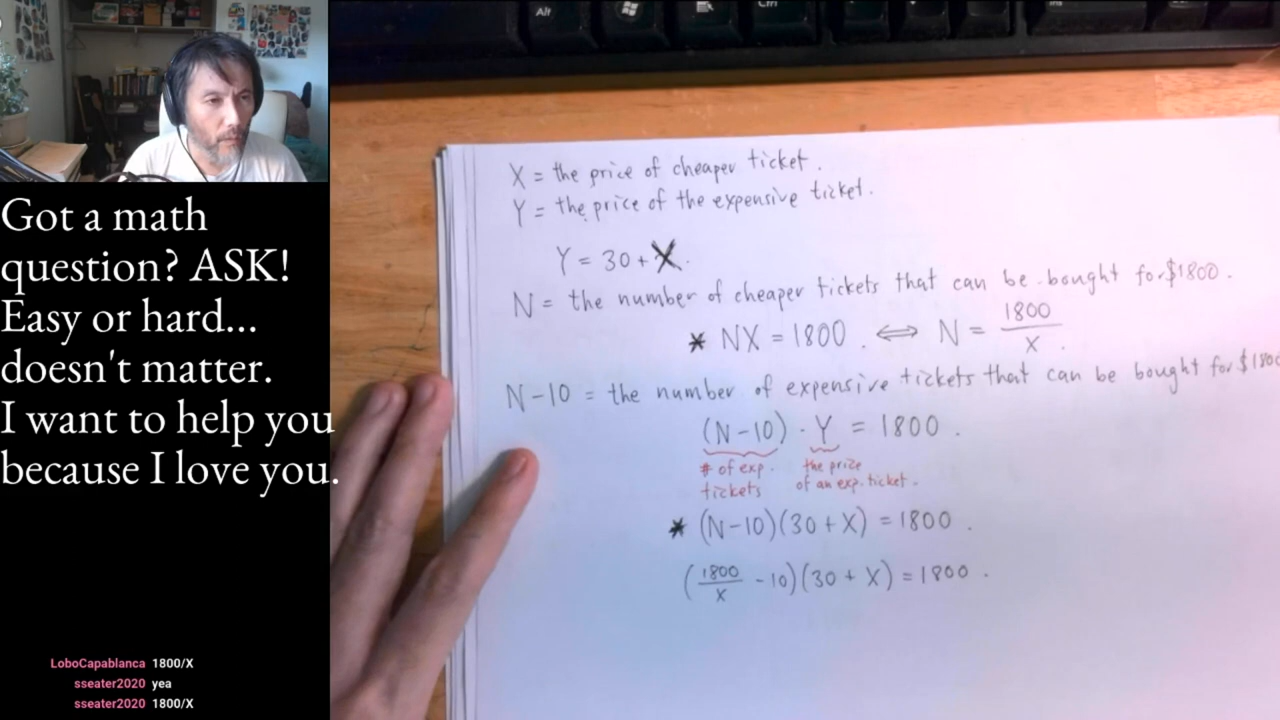 Alt
Ctrl
Got a math
question? ASK!
Easy or hard...
doesn't matter.
I want to help you
because I love you.
LoboCapablanca 1800/X
sseater2020 yea
sseater2020 1800/X
X = the price of cheaper ticket.
Y = the price of the expensive ticket.
Y = 30 + X.
N = the number of cheaper tickets that can be bought for $1800.
* NX = 1800. ⟺ N = 1800/X.
N-10 = the number of expensive tickets that can be bought for $180
(N-10) · Y = 1800.
# of exp. tickets
the price of an exp. ticket.
* (N-10)(30+X) = 1800.
(1800/X - 10)(30+X) = 1800.